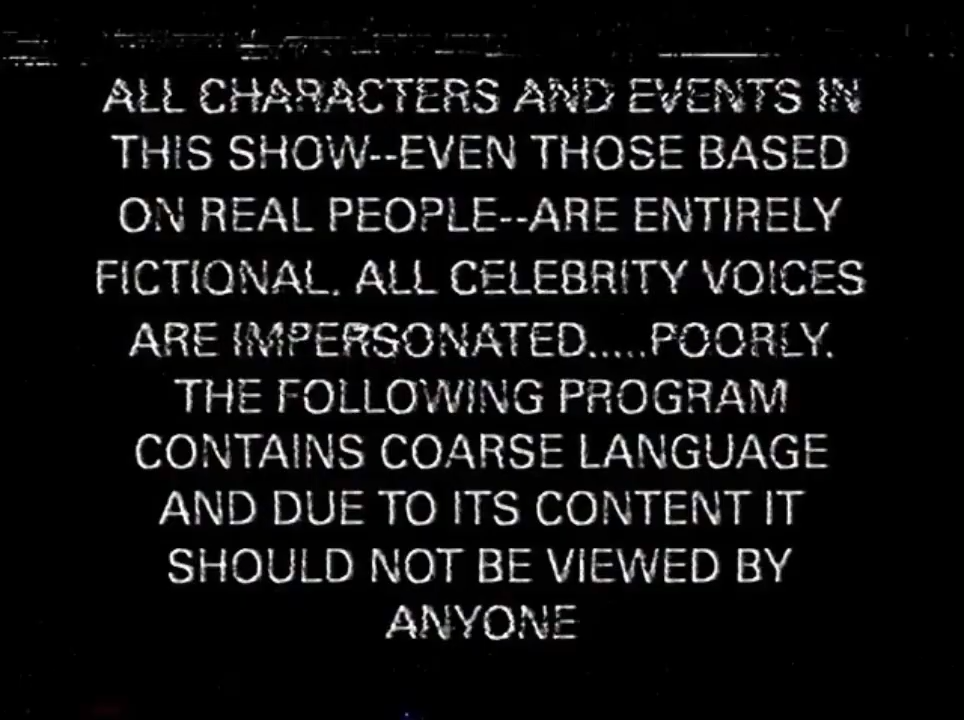 ALL CHARACTERS AND EVENTS IN
THIS SHOW--EVEN THOSE BASED
ON REAL PEOPLE--ARE ENTIRELY
FICTIONAL. ALL CELEBRITY VOICES
ARE IMPERSONATED.....POORLY.
THE FOLLOWING PROGRAM
CONTAINS COARSE LANGUAGE
AND DUE TO ITS CONTENT IT
SHOULD NOT BE VIEWED BY
ANYONE